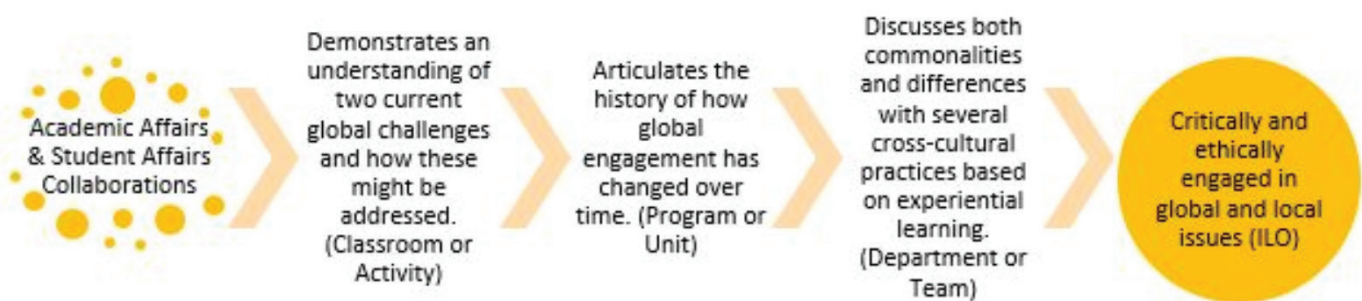 Academic Affairs
& Student Affairs
Collaborations
Demonstrates an
understanding of
two current
global challenges
and how these
might be
addressed.
(Classroom or
Activity)
Articulates the
history of how
global
engagement has
changed over
time. (Program or
Unit)
Discusses both
commonalities
and differences
with several
cross-cultural
practices based
on experiential
learning.
(Department or
Team)
Critically and
ethically
engaged in
global and local
issues (ILO)